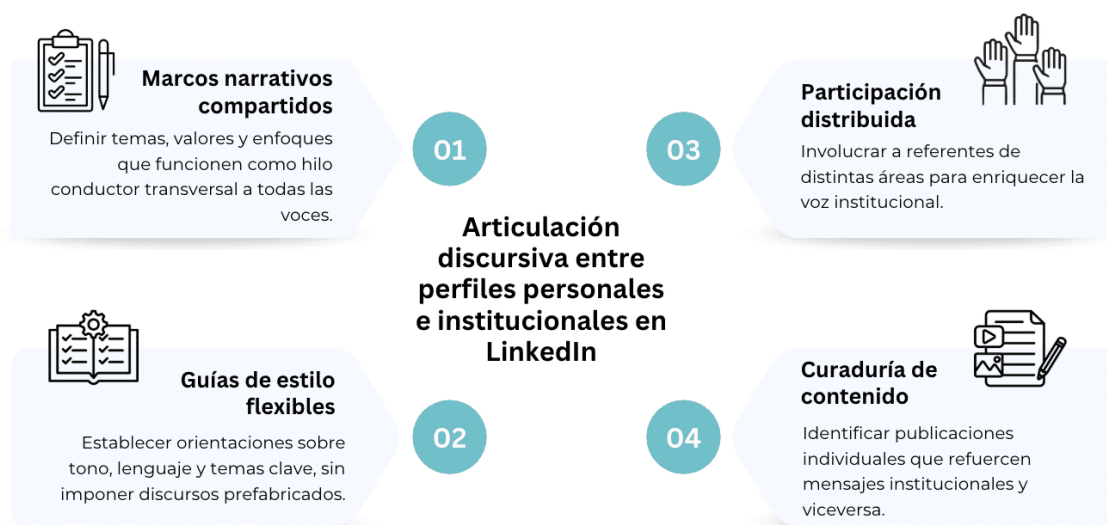 Marcos narrativos
compartidos
Definir temas, valores y enfoques
que funcionen como hilo
conductor transversal a todas las
voces.
01
Guías de estilo
flexibles
Establecer orientaciones sobre
tono, lenguaje y temas clave, sin
imponer discursos prefabricados.
02
Articulación
discursiva entre
perfiles personales
e institucionales en
LinkedIn
03
Participación
distribuida
Involucrar a referentes de
distintas áreas para enriquecer la
voz institucional.
04
Curaduría de
contenido
Identificar publicaciones
individuales que refuercen
mensajes institucionales y
viceversa.